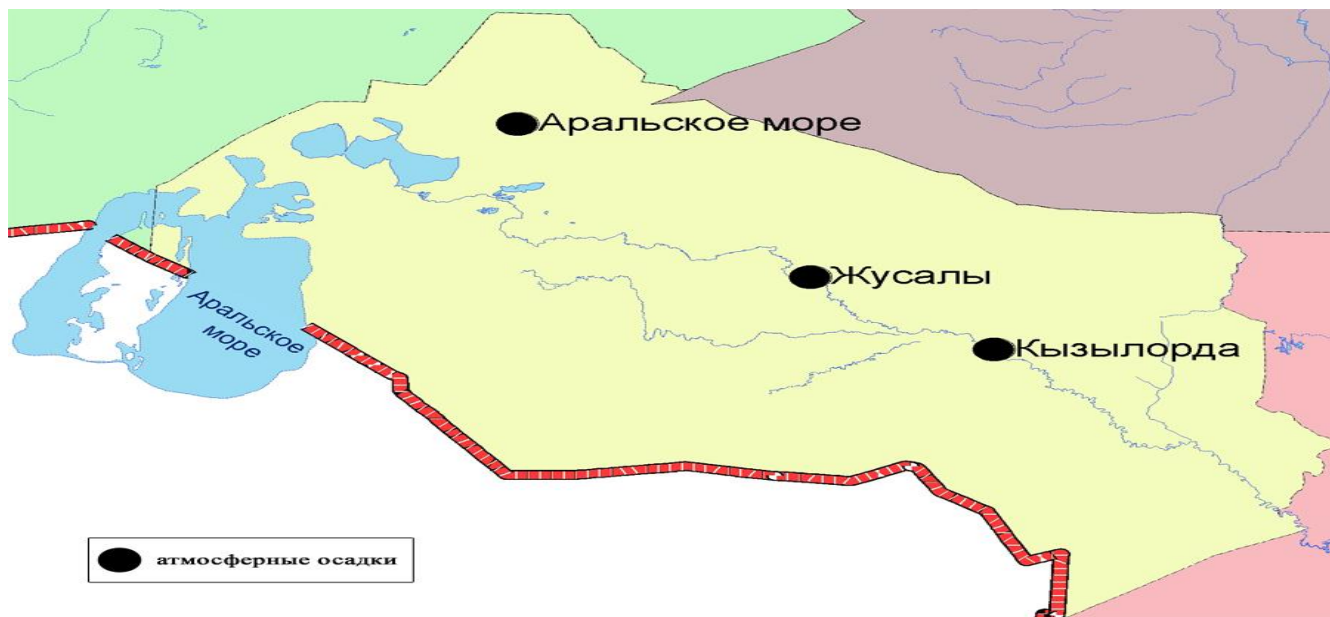 Аральское море
Жусалы
Аральское
море
Кызылорда
атмосферные осадки